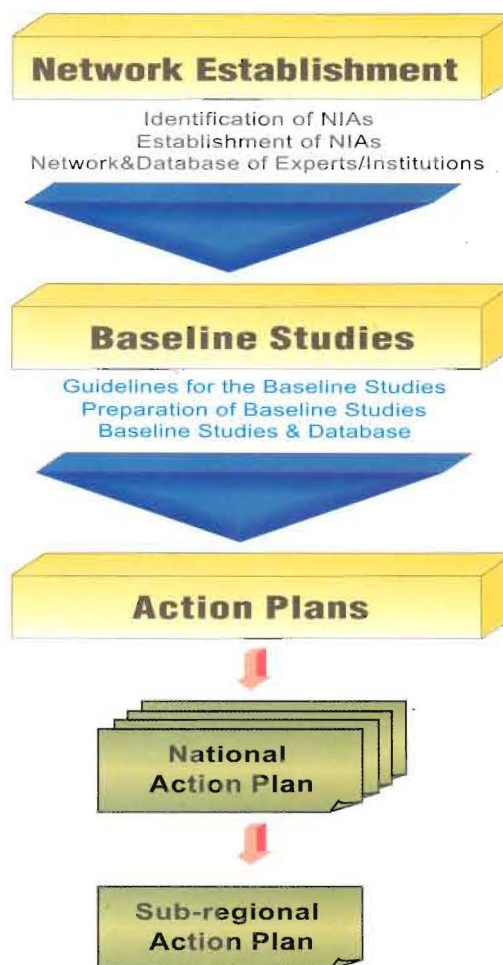 Network Establishment
Identification of NIAs
Establishment of NIAs
Network&Database of Experts/Institutions
Baseline Studies
Guidelines for the Baseline Studies
Preparation of Baseline Studies
Baseline Studies & Database
Action Plans
National
Action Plan
Sub-regional
Action Plan